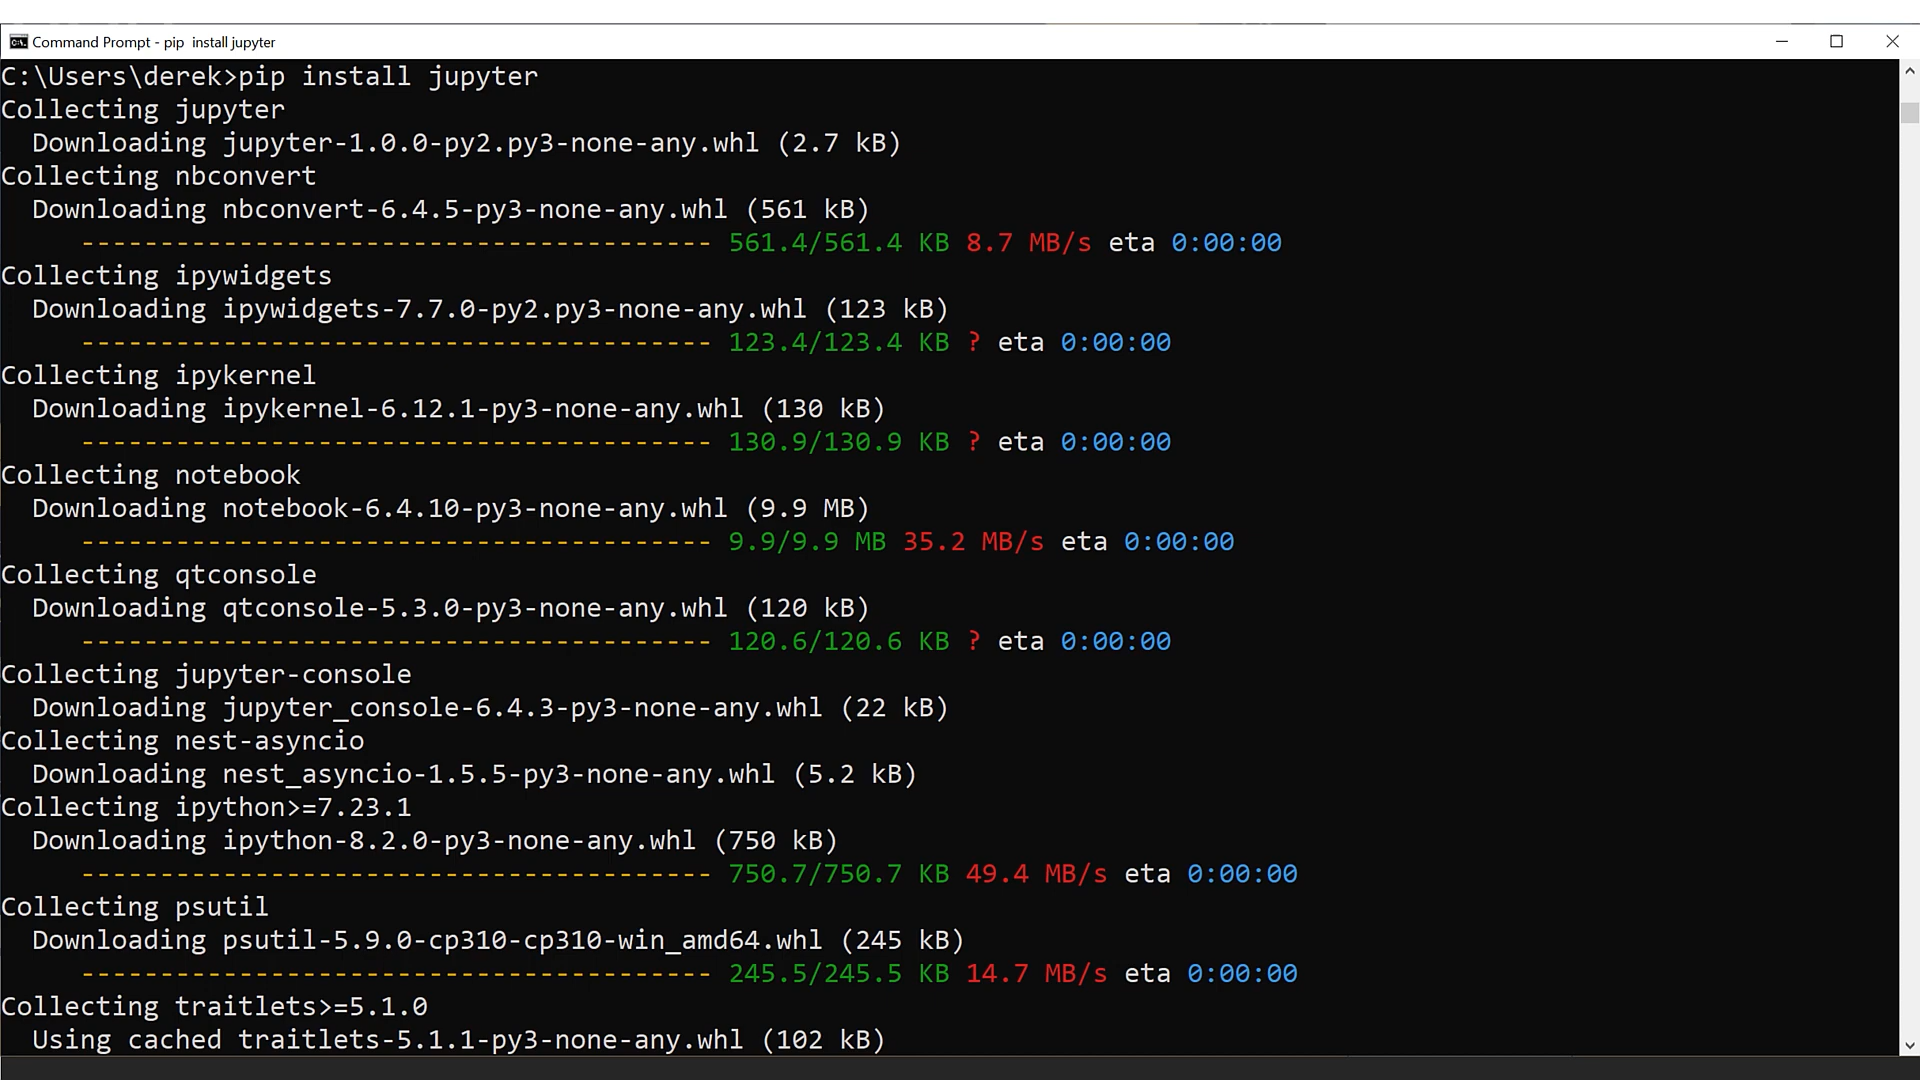 Command Prompt - pip  install jupyter
C:\Users\derek>pip install jupyter
Collecting jupyter
  Downloading jupyter-1.0.0-py2.py3-none-any.whl (2.7 kB)
Collecting nbconvert
  Downloading nbconvert-6.4.5-py3-none-any.whl (561 kB)
     ---------------------------------------- 561.4/561.4 KB 8.7 MB/s eta 0:00:00
Collecting ipywidgets
  Downloading ipywidgets-7.7.0-py2.py3-none-any.whl (123 kB)
     ---------------------------------------- 123.4/123.4 KB ? eta 0:00:00
Collecting ipykernel
  Downloading ipykernel-6.12.1-py3-none-any.whl (130 kB)
     ---------------------------------------- 130.9/130.9 KB ? eta 0:00:00
Collecting notebook
  Downloading notebook-6.4.10-py3-none-any.whl (9.9 MB)
     ---------------------------------------- 9.9/9.9 MB 35.2 MB/s eta 0:00:00
Collecting qtconsole
  Downloading qtconsole-5.3.0-py3-none-any.whl (120 kB)
     ---------------------------------------- 120.6/120.6 KB ? eta 0:00:00
Collecting jupyter-console
  Downloading jupyter_console-6.4.3-py3-none-any.whl (22 kB)
Collecting nest-asyncio
  Downloading nest_asyncio-1.5.5-py3-none-any.whl (5.2 kB)
Collecting ipython>=7.23.1
  Downloading ipython-8.2.0-py3-none-any.whl (750 kB)
     ---------------------------------------- 750.7/750.7 KB 49.4 MB/s eta 0:00:00
Collecting psutil
  Downloading psutil-5.9.0-cp310-cp310-win_amd64.whl (245 kB)
     ---------------------------------------- 245.5/245.5 KB 14.7 MB/s eta 0:00:00
Collecting traitlets>=5.1.0
  Using cached traitlets-5.1.1-py3-none-any.whl (102 kB)